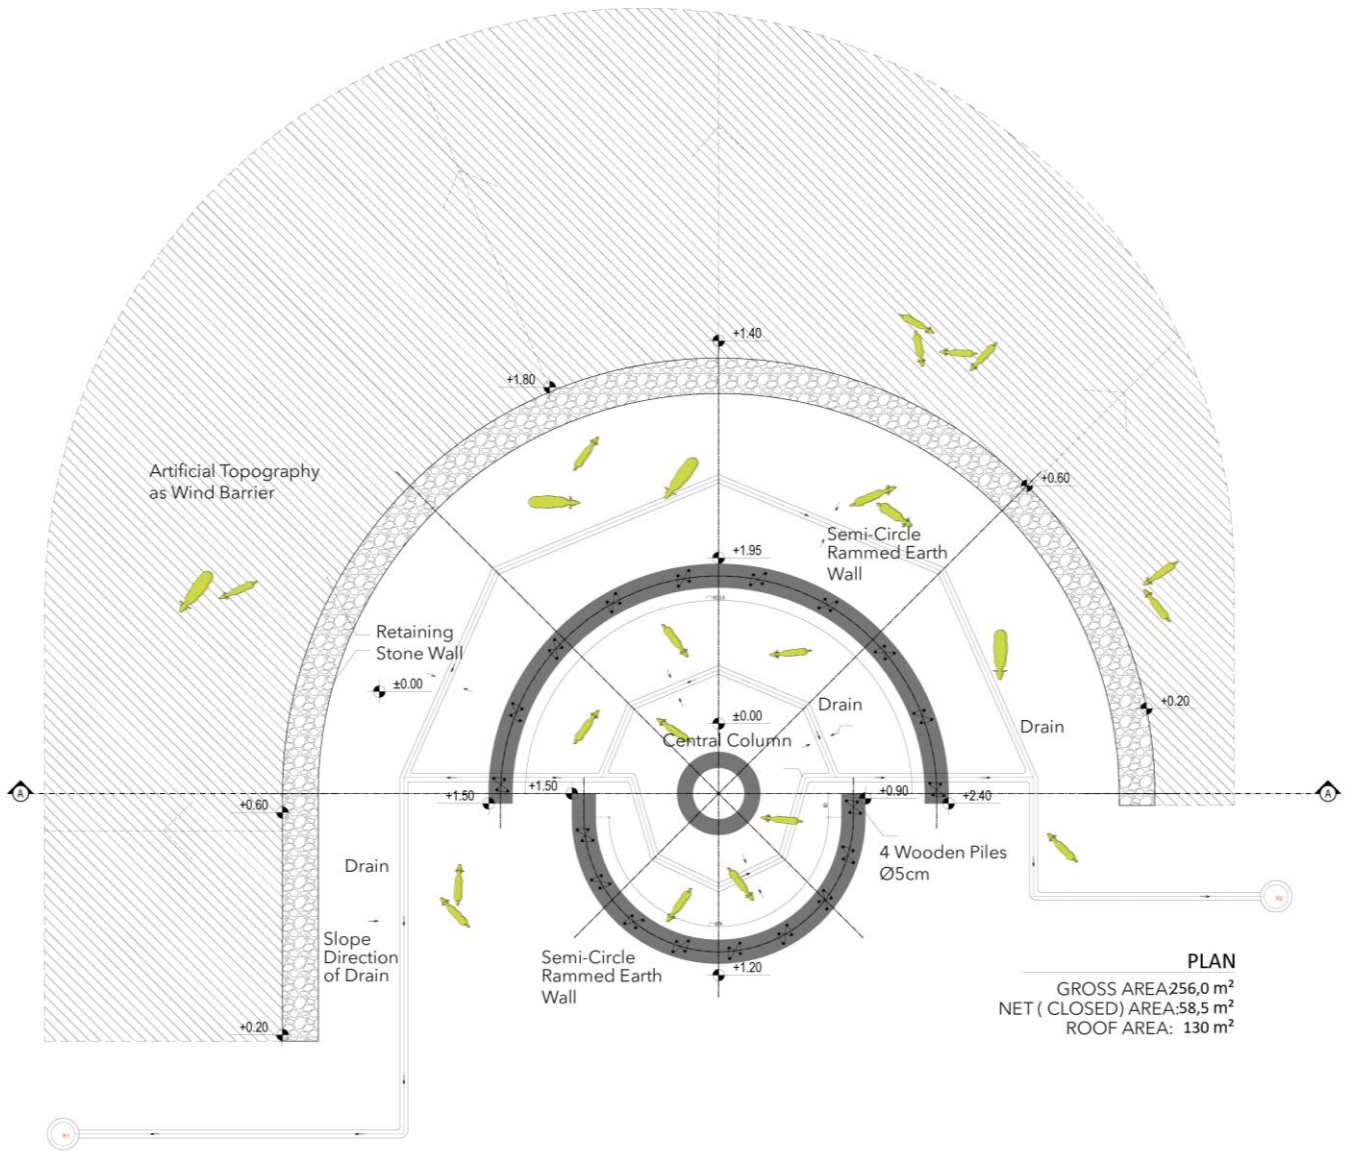 +1.40
+1.80
Artificial Topography
as Wind Barrier
+0.60
Semi-Circle
Rammed Earth
Wall
+1.95
Retaining
Stone Wall
±0.00
+0.20
Drain
±0.00
Drain
Central Column
A
A
+1.50
+1.50
+0.90
+2.40
+0.60
4 Wooden Piles
Ø5cm
Drain
Slope
Direction
of Drain
Semi-Circle
Rammed Earth
Wall
+1.20
+0.20
PLAN
GROSS AREA:256,0 m²
NET ( CLOSED) AREA:58,5 m²
ROOF AREA: 130 m²